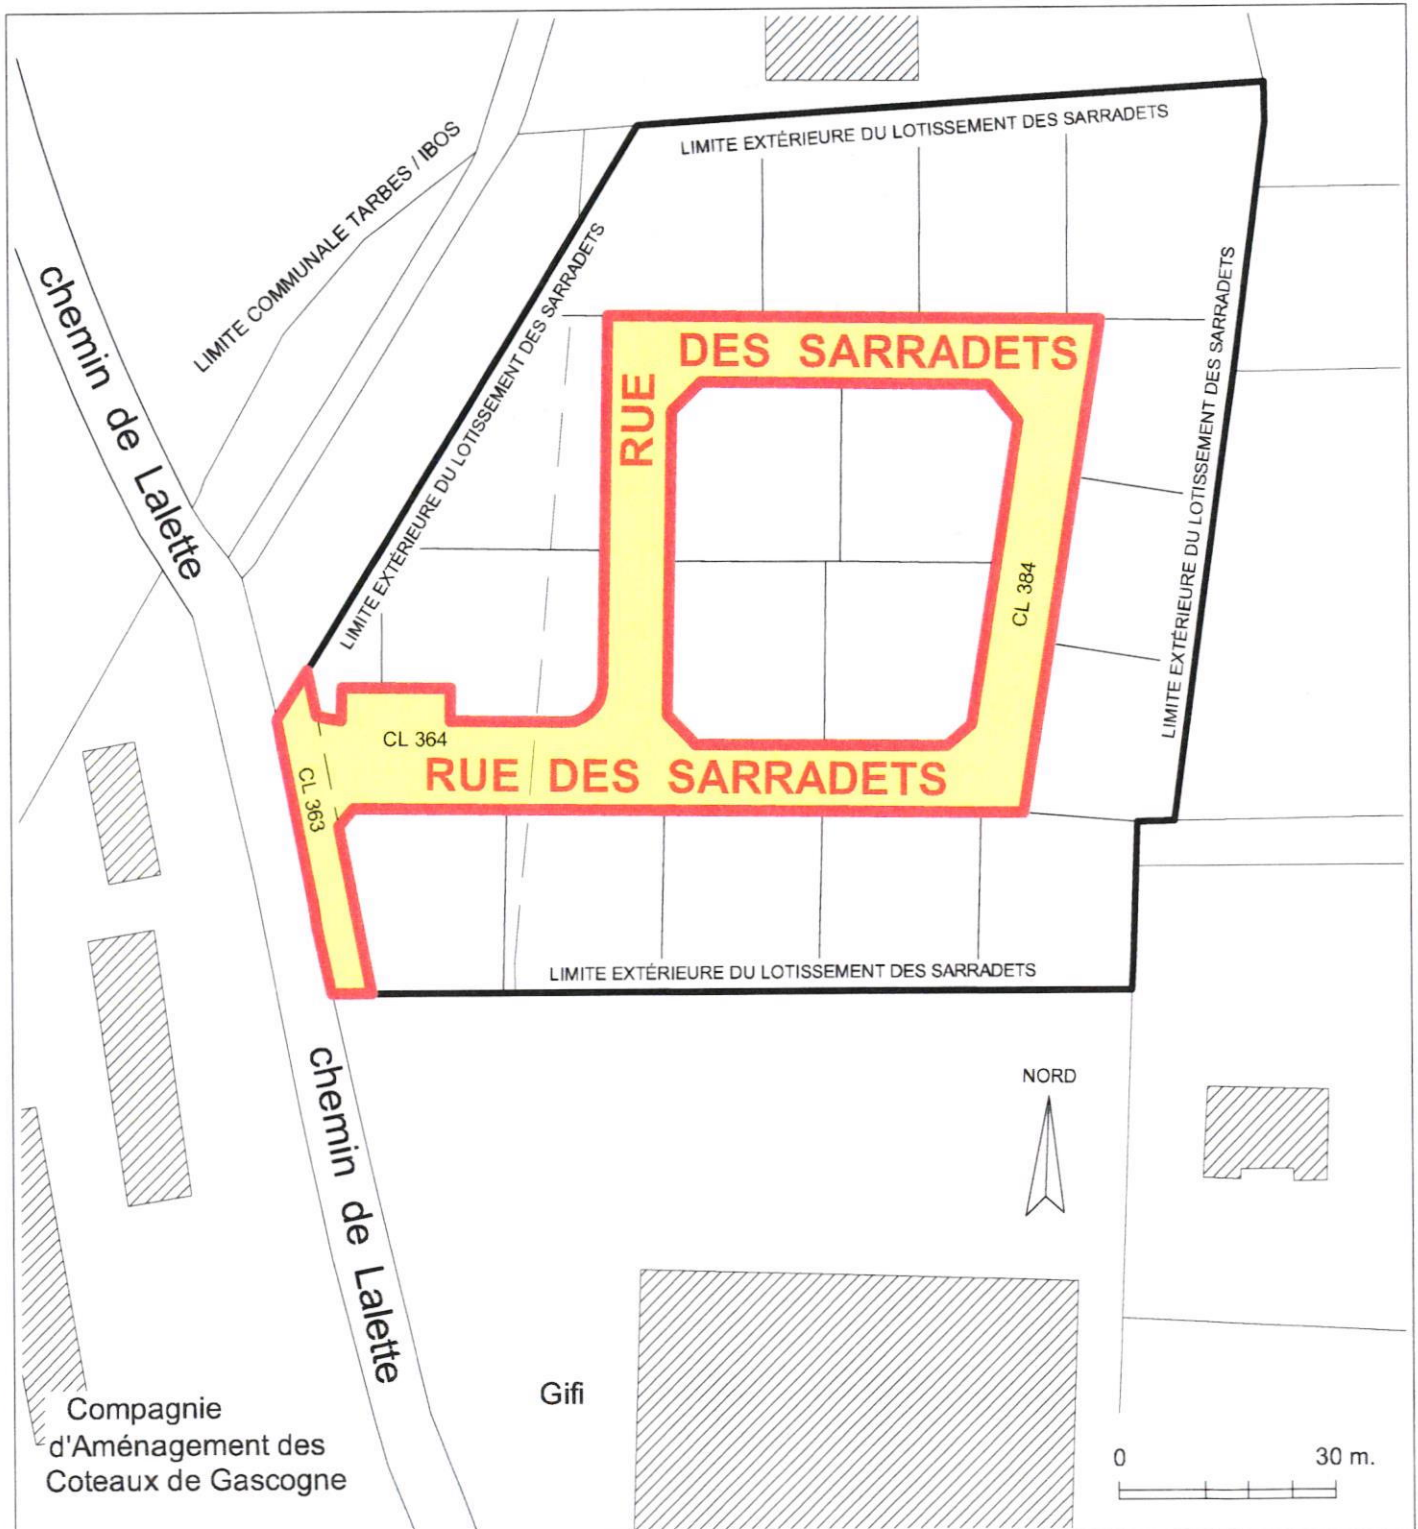 LIMITE EXTÉRIEURE DU LOTISSEMENT DES SARRADETS
LIMITE COMMUNALE TARBES / IBOS
chemin de Lalette
LIMITE EXTÉRIEURE DU LOTISSEMENT DES SARRADETS
LIMITE EXTÉRIEURE DU LOTISSEMENT DES SARRADETS
RUE DES SARRADETS
CL 384
CL 364
CL 363
RUE DES SARRADETS
LIMITE EXTÉRIEURE DU LOTISSEMENT DES SARRADETS
chemin de Lalette
NORD
Gifi
Compagnie
d'Aménagement des
Coteaux de Gascogne
0 30 m.